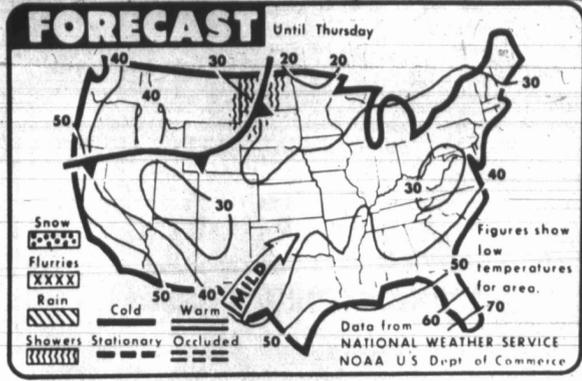 FORECAST
Until Thursday
40 30 20 20
40
30
50
40
30
30
Snow
Flurries
XXXX
Rain
Showers
Cold Warm
Stationary Occluded
50 40
MILD
50
Figures show
low
temperatures
for area.
50
60 70
Data from
NATIONAL WEATHER SERVICE
NOAA U S Dept of Commerce